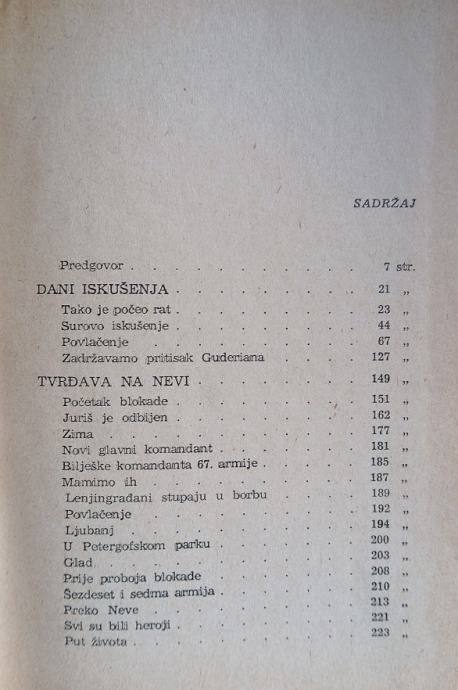 SADRŽAJ
Predgovor . . . . . . . . . . . 7 str.
DANI ISKUŠENJA . . . . . . . . . 21 „
Tako je počeo rat . . . . . . . . . 23 „
Surovo iskušenje . . . . . . . . . 44 „
Povlačenje . . . . . . . . . . 67 „
Zadržavamo pritisak Guderiana . . . . 127 „
TVRĐAVA NA NEVI . . . . . . . . 149 „
Početak blokade . . . . . . . . . 151 „
Juriš je odbijen . . . . . . . . . 162 „
Zima . . . . . . . . . . . . 177 „
Novi glavni komandant . . . . . . . 181 „
Bilješke komandanta 67. armije . . . . . 185 „
Mamimo ih . . . . . . . . . . 187 „
Lenjingrađani stupaju u borbu . . . . 189 „
Povlačenje . . . . . . . . . . 192 „
Ljubanj . . . . . . . . . . . 194 „
U Petergofskom parku . . . . . . . 200 „
Glad . . . . . . . . . . . . 203 „
Prije proboja blokade . . . . . . . 208 „
Šezdeset i sedma armija . . . . . . . 210 „
Preko Neve . . . . . . . . . . 213 „
Svi su bili heroji . . . . . . . . . 221 „
Put života . . . . . . . . . . . 223 „